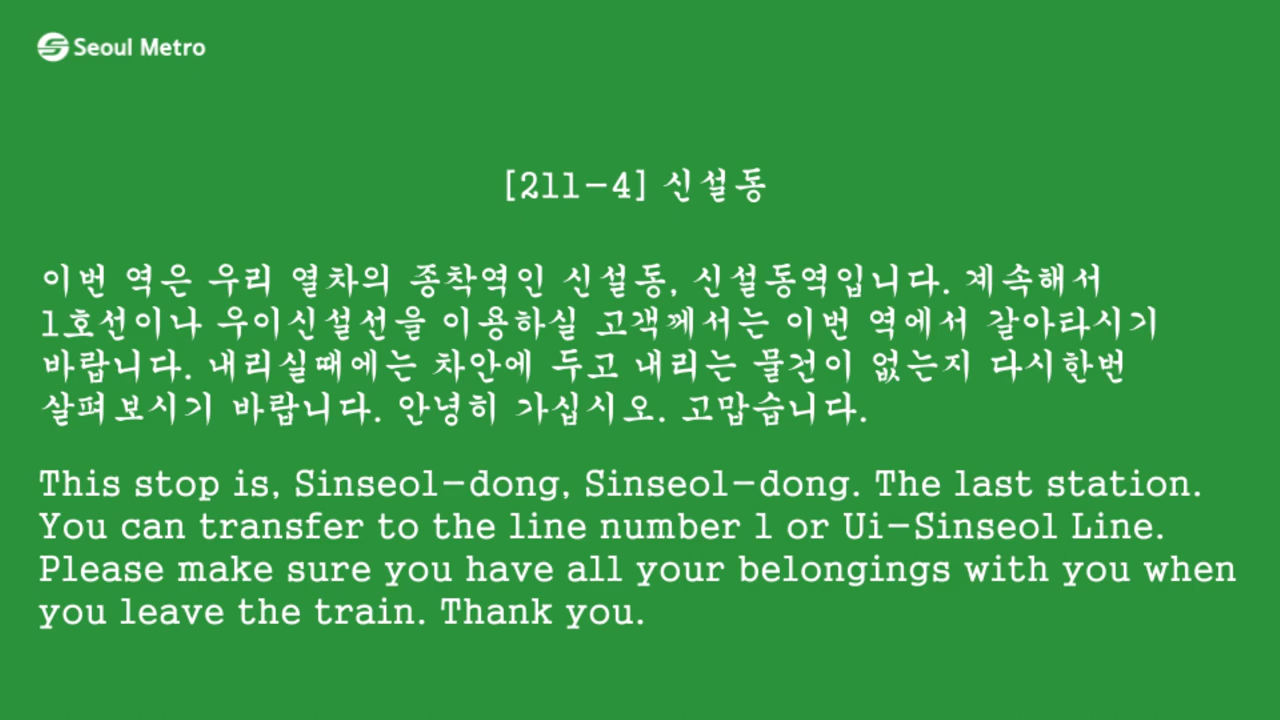 Seoul Metro
[211-4] 신설동
이번 역은 우리 열차의 종착역인 신설동, 신설동역입니다. 계속해서
1호선이나 우이신설선을 이용하실 고객께서는 이번 역에서 갈아타시기
바랍니다. 내리실때에는 차안에 두고 내리는 물건이 없는지 다시한번
살펴보시기 바랍니다. 안녕히 가십시오. 고맙습니다.
This stop is, Sinseol-dong, Sinseol-dong. The last station.
You can transfer to the line number 1 or Ui-Sinseol Line.
Please make sure you have all your belongings with you when
you leave the train. Thank you.